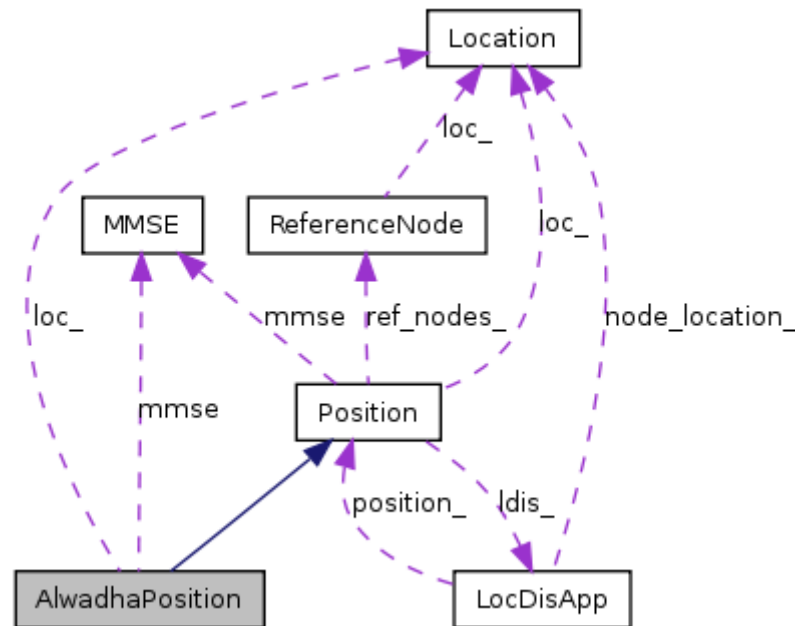 Location
loc_
MMSE
ReferenceNode
loc_
loc_
mmse
ref_nodes_
node_location_
mmse
Position
position_
ldis_
AlwadhaPosition
LocDisApp